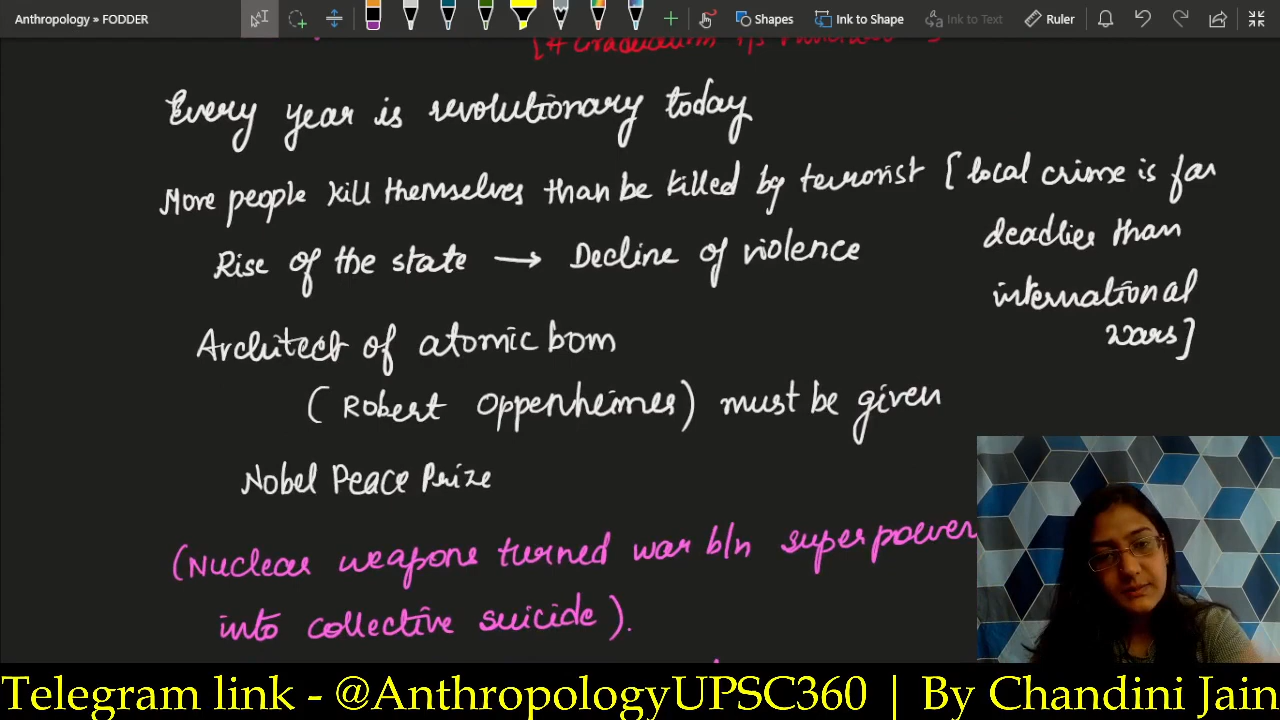 Anthropology » FODDER
Shapes
Ink to Shape
Ink to Text
Ruler
Every year is revolutionary today
More people kill themselves than be killed by terrorist [local crime is far
deadlier than
international
wars]
Rise of the state → Decline of violence
Architect of atomic bom
(Robert Oppenheimer) must be given
Nobel Peace Prize
(Nuclear weapons turned war b/n superpower
into collective suicide).
Telegram link - @AnthropologyUPSC360 | By Chandini Jain